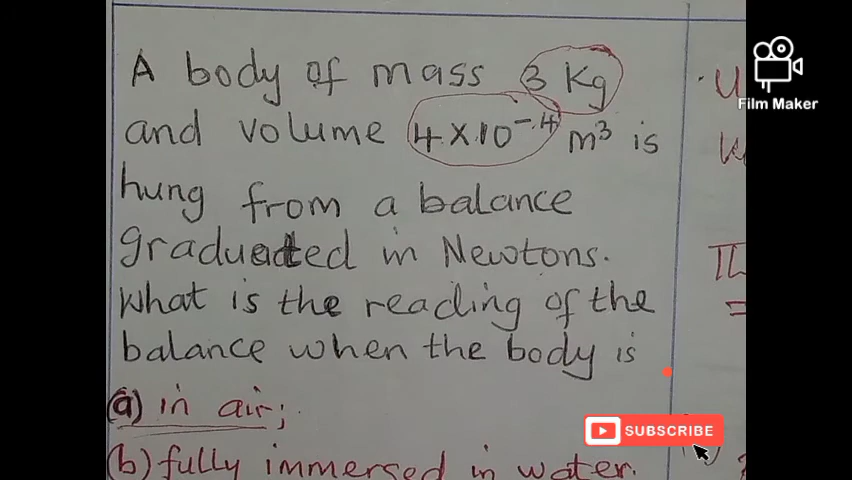 A body of mass 3 Kg
and volume 4 × 10⁻⁴ m³ is
hung from a balance
graduated in Newtons.
What is the reading of the
balance when the body is
(a) in air;
(b) fully immersed in water.
Film Maker
SUBSCRIBE